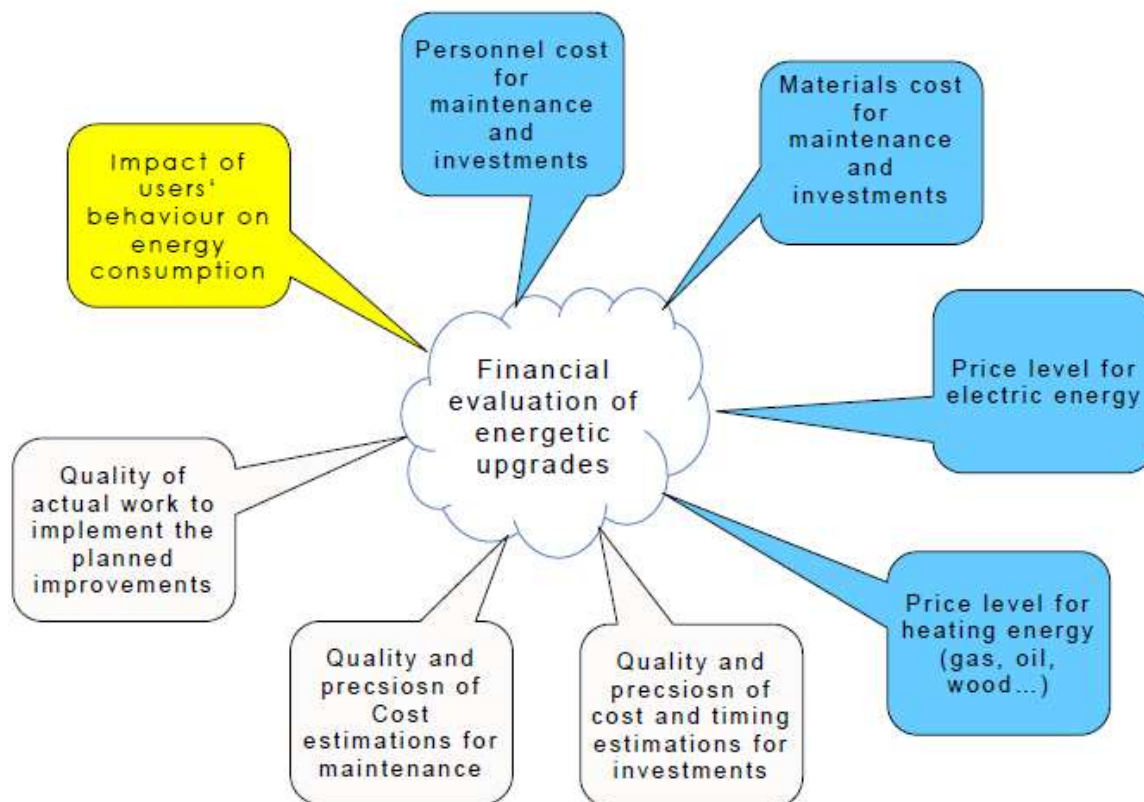 Personnel cost
for
maintenance
and
investments
Materials cost
for
maintenance
and
investments
Impact of
users‘
behaviour on
energy
consumption
Price level for
electric energy
Financial
evaluation of
energetic
upgrades
Quality of
actual work to
implement the
planned
improvements
Price level for
heating energy
(gas, oil,
wood…)
Quality and
precsiosn of
Cost
estimations for
maintenance
Quality and
precsiosn of
cost and timing
estimations for
investments